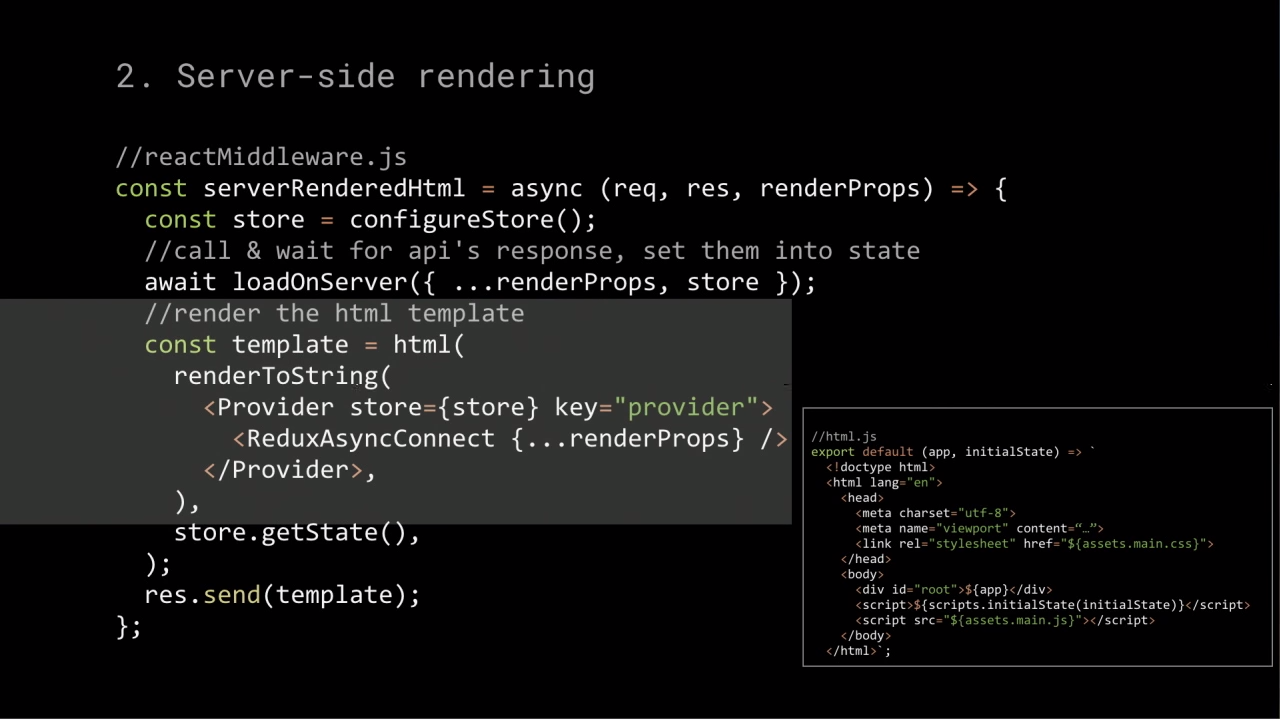 2. Server-side rendering
//reactMiddleware.js
const serverRenderedHtml = async (req, res, renderProps) => {
  const store = configureStore();
  //call & wait for api's response, set them into state
  await loadOnServer({ ...renderProps, store });
  //render the html template
  const template = html(
    renderToString(
      <Provider store={store} key="provider">
        <ReduxAsyncConnect {...renderProps} />
      </Provider>,
    ),
    store.getState(),
  );
  res.send(template);
};
//html.js
export default (app, initialState) => `
  <!doctype html>
  <html lang="en">
    <head>
      <meta charset="utf-8">
      <meta name="viewport" content=“…”>
      <link rel="stylesheet" href="${assets.main.css}">
    </head>
    <body>
      <div id="root">${app}</div>
      <script>${scripts.initialState(initialState)}</script>
      <script src="${assets.main.js}"></script>
    </body>
  </html>`;